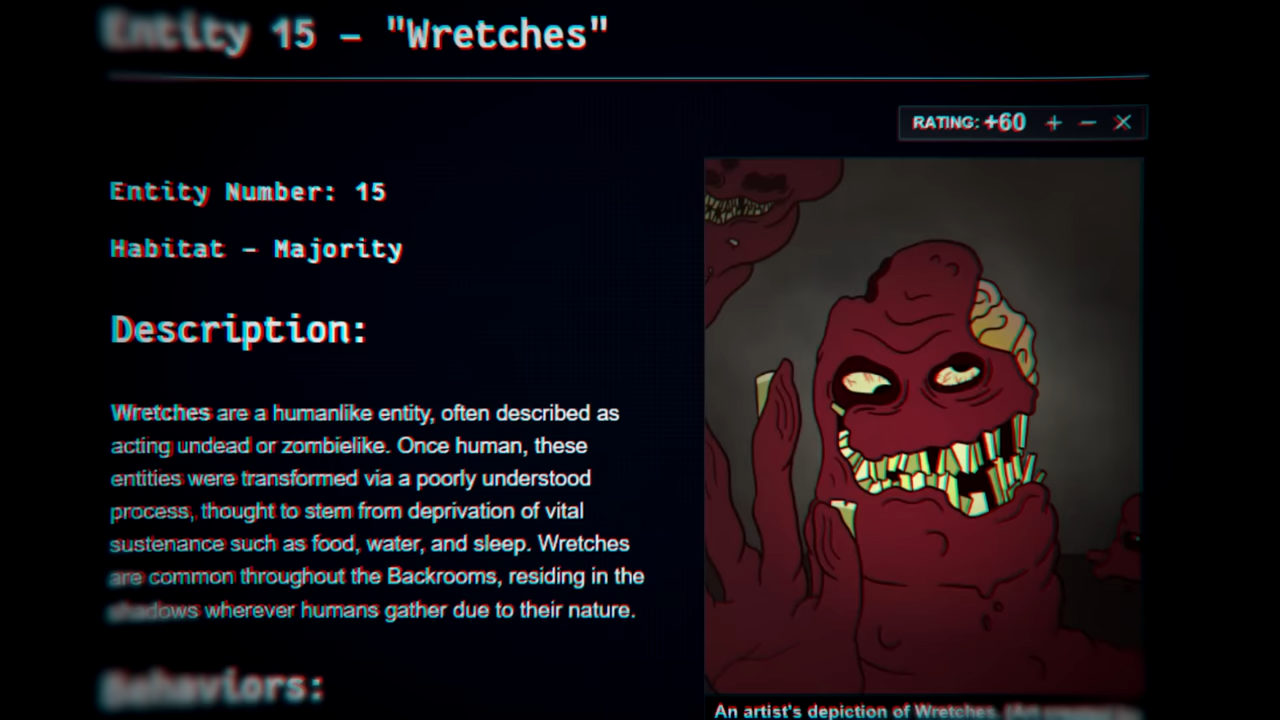 Entity 15 – "Wretches"
RATING: +60 + – ×
Entity Number: 15
Habitat – Majority
Description:
Wretches are a humanlike entity, often described as
acting undead or zombielike. Once human, these
entities were transformed via a poorly understood
process, thought to stem from deprivation of vital
sustenance such as food, water, and sleep. Wretches
are common throughout the Backrooms, residing in the
shadows wherever humans gather due to their nature.
Behaviors:
An artist's depiction of Wretches.